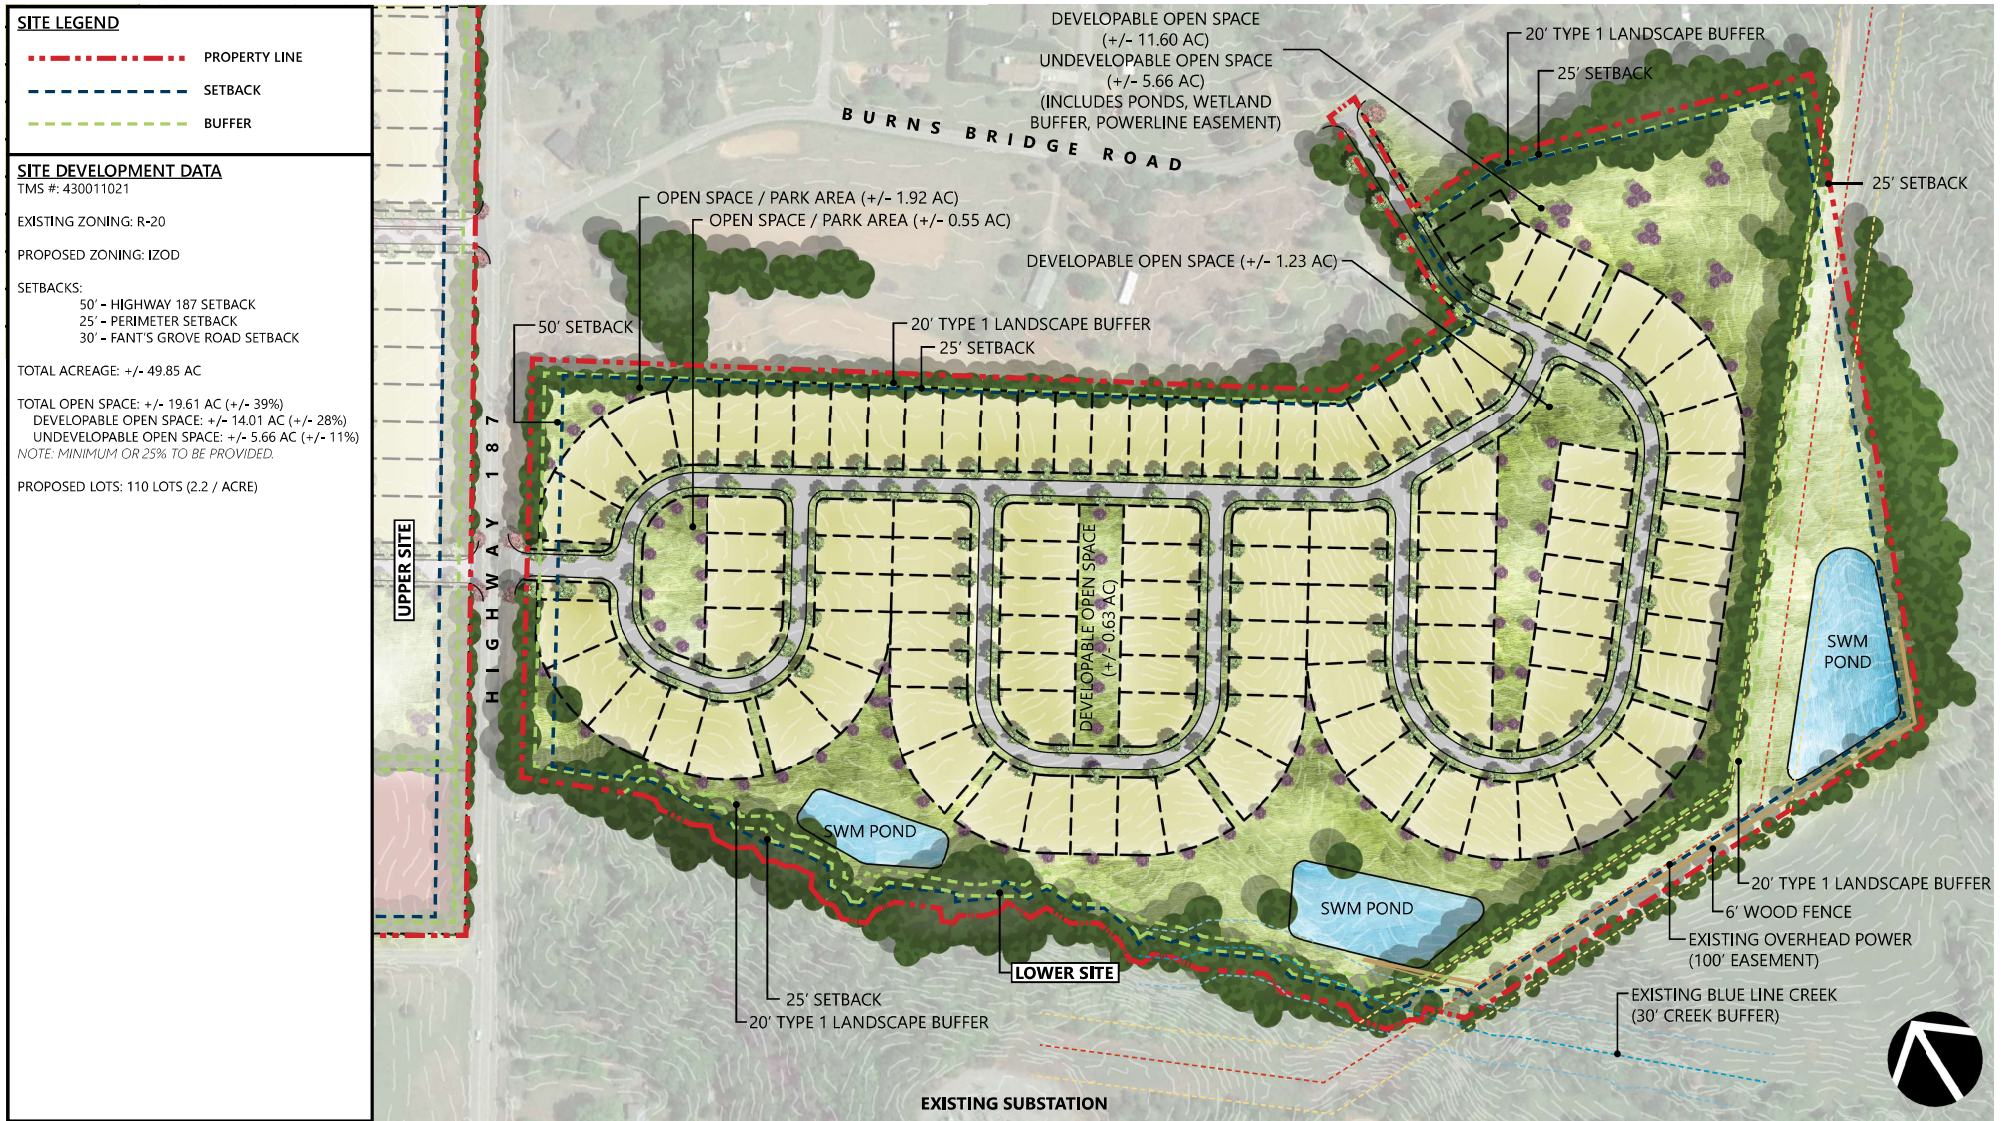 SITE LEGEND
PROPERTY LINE
SETBACK
BUFFER
SITE DEVELOPMENT DATA
TMS #: 430011021
EXISTING ZONING: R-20
PROPOSED ZONING: IZOD
SETBACKS:
50' - HIGHWAY 187 SETBACK
25' - PERIMETER SETBACK
30' - FANT'S GROVE ROAD SETBACK
TOTAL ACREAGE: +/- 49.85 AC
TOTAL OPEN SPACE: +/- 19.61 AC (+/- 39%)
DEVELOPABLE OPEN SPACE: +/- 14.01 AC (+/- 28%)
UNDEVELOPABLE OPEN SPACE: +/- 5.66 AC (+/- 11%)
NOTE: MINIMUM OR 25% TO BE PROVIDED.
PROPOSED LOTS: 110 LOTS (2.2 / ACRE)
DEVELOPABLE OPEN SPACE
(+/- 11.60 AC)
UNDEVELOPABLE OPEN SPACE
(+/- 5.66 AC)
(INCLUDES PONDS, WETLAND
BUFFER, POWERLINE EASEMENT)
20' TYPE 1 LANDSCAPE BUFFER
25' SETBACK
BURNS BRIDGE ROAD
25' SETBACK
OPEN SPACE / PARK AREA (+/- 1.92 AC)
OPEN SPACE / PARK AREA (+/- 0.55 AC)
DEVELOPABLE OPEN SPACE (+/- 1.23 AC)
50' SETBACK
20' TYPE 1 LANDSCAPE BUFFER
25' SETBACK
HIGHWAY 187
UPPER SITE
DEVELOPABLE OPEN SPACE
(+/- 0.63 AC)
SWM
POND
SWM POND
SWM POND
20' TYPE 1 LANDSCAPE BUFFER
6' WOOD FENCE
EXISTING OVERHEAD POWER
(100' EASEMENT)
LOWER SITE
25' SETBACK
20' TYPE 1 LANDSCAPE BUFFER
EXISTING BLUE LINE CREEK
(30' CREEK BUFFER)
EXISTING SUBSTATION